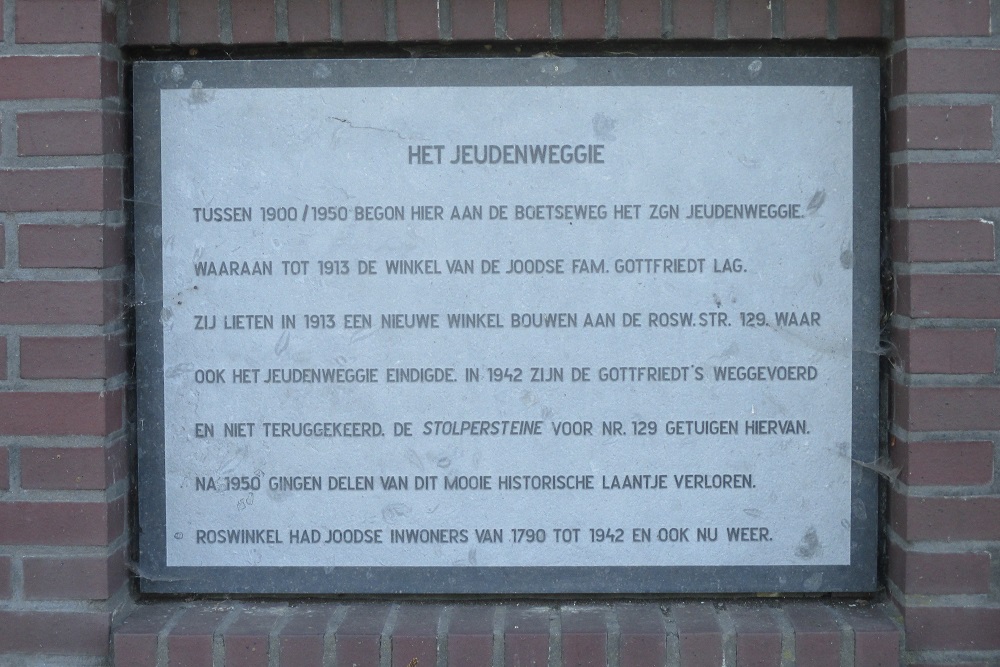 HET JEUDENWEGGIE
TUSSEN 1900/1950 BEGON HIER AAN DE BOETSEWEG HET ZGN JEUDENWEGGIE.
WAARAAN TOT 1913 DE WINKEL VAN DE JOODSE FAM. GOTTFRIEDT LAG.
ZIJ LIETEN IN 1913 EEN NIEUWE WINKEL BOUWEN AAN DE ROSW. STR. 129. WAAR
OOK HET JEUDENWEGGIE EINDIGDE. IN 1942 ZIJN DE GOTTFRIEDT'S WEGGEVOERD
EN NIET TERUGGEKEERD. DE STOLPERSTEINE VOOR NR. 129 GETUIGEN HIERVAN.
NA 1950 GINGEN DELEN VAN DIT MOOIE HISTORISCHE LAANTJE VERLOREN.
ROSWINKEL HAD JOODSE INWONERS VAN 1790 TOT 1942 EN OOK NU WEER.